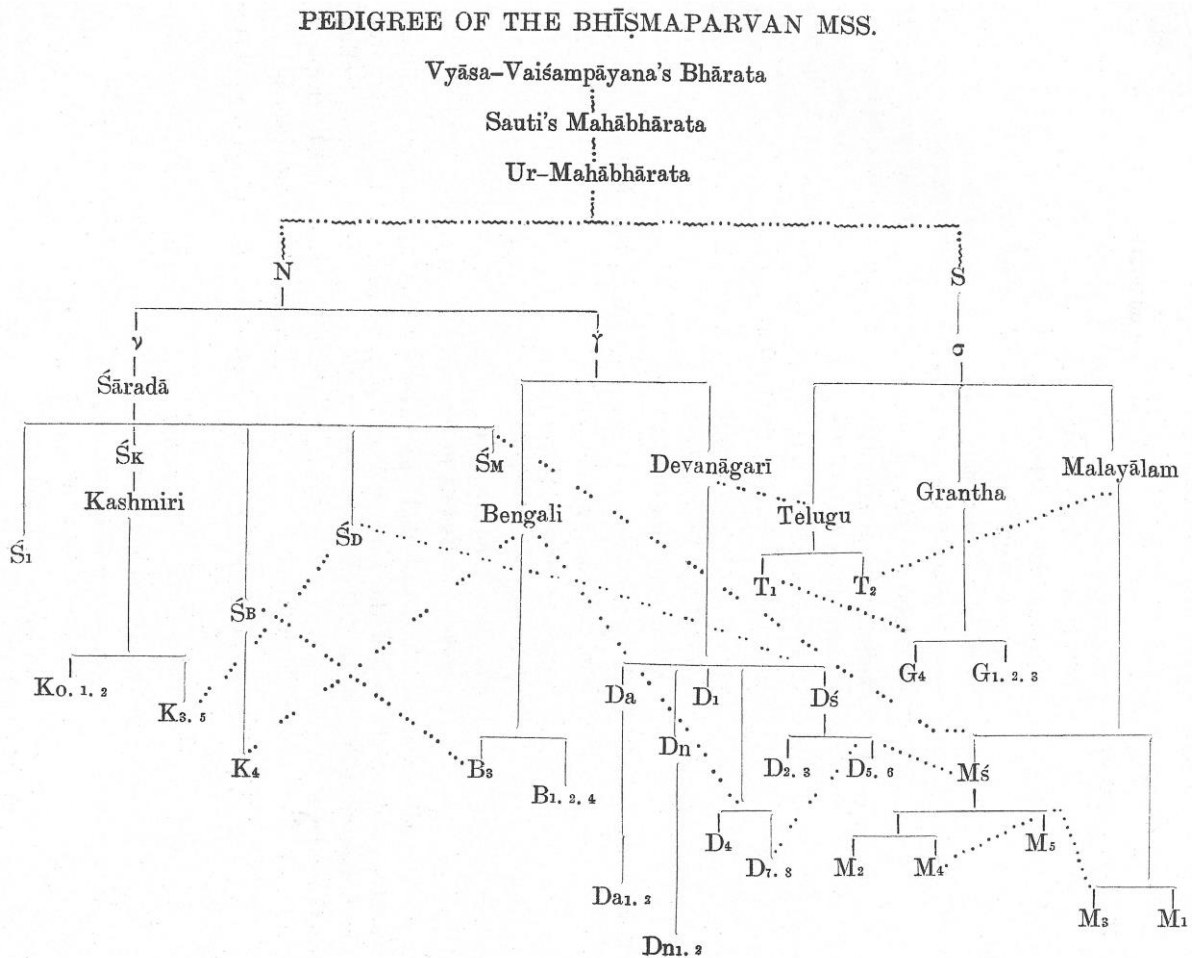 PEDIGREE OF THE BHĪṢMAPARVAN MSS.
Vyāsa–Vaiśampāyana's Bhārata
Sauti's Mahābhārata
Ur–Mahābhārata
N
S
ν
γ
σ
Śāradā
ŚK
ŚM
Devanāgarī
Malayālam
Kashmiri
Bengali
Telugu
Grantha
Ś1
ŚD
T1
T2
ŚB
K0. 1. 2
K3. 5
Da
D1
Dś
G4
G1. 2. 3
K4
B3
B1. 2. 4
Dn
D2. 3
D5. 6
Mś
D4
D7. 8
M2
M4
M5
Da1. 2
M3
M1
Dn1. 2